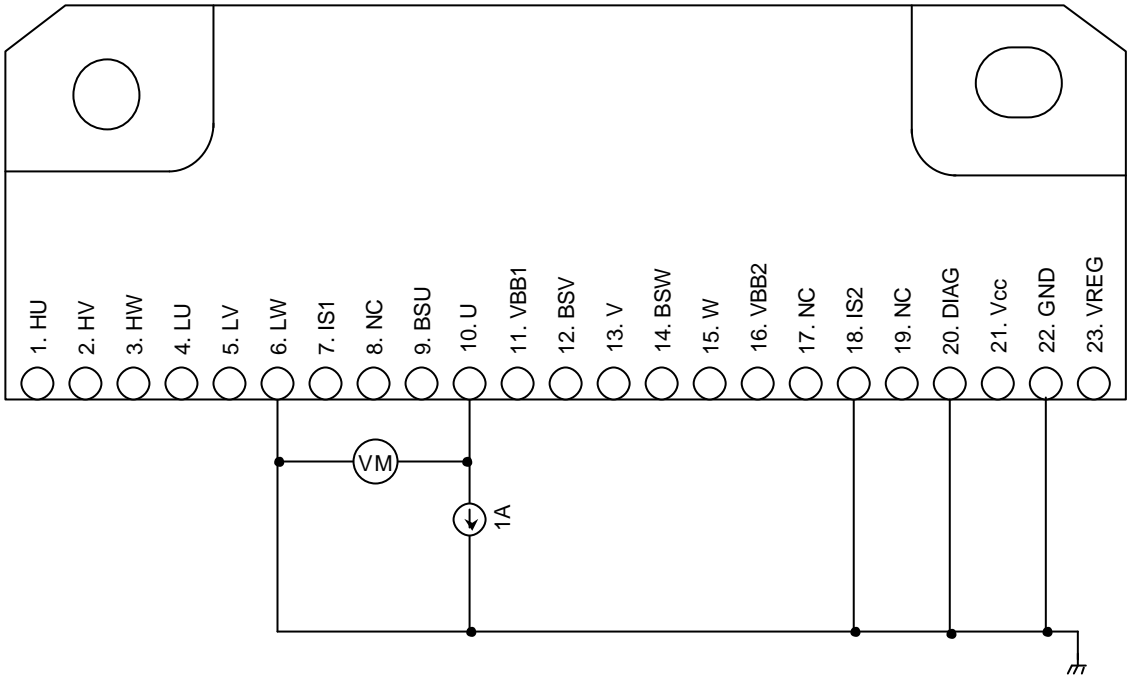 1. HU
2. HV
3. HW
4. LU
5. LV
6. LW
7. IS1
8. NC
9. BSU
10. U
11. VBB1
12. BSV
13. V
14. BSW
15. W
16. VBB2
17. NC
18. IS2
19. NC
20. DIAG
21. Vcc
22. GND
23. VREG
VM
1A